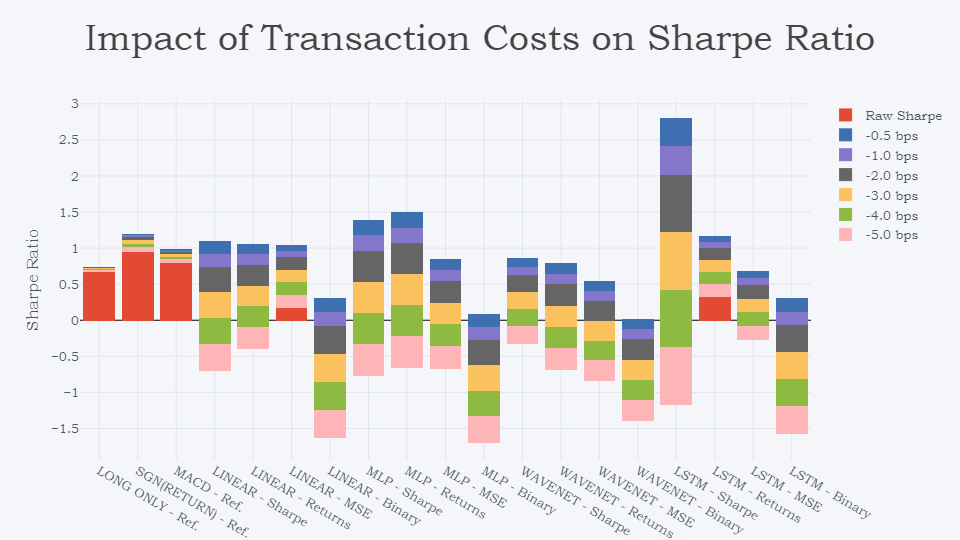 Impact of Transaction Costs on Sharpe Ratio
Sharpe Ratio
3
2.5
2
1.5
1
0.5
0
−0.5
−1
−1.5
LONG ONLY - Ref.
SGN(RETURN) - Ref.
MACD - Ref.
LINEAR - Sharpe
LINEAR - Returns
LINEAR - MSE
LINEAR - Binary
MLP - Sharpe
MLP - Returns
MLP - MSE
MLP - Binary
WAVENET - Sharpe
WAVENET - Returns
WAVENET - MSE
WAVENET - Binary
LSTM - Sharpe
LSTM - Returns
LSTM - MSE
LSTM - Binary
Raw Sharpe
-0.5 bps
-1.0 bps
-2.0 bps
-3.0 bps
-4.0 bps
-5.0 bps